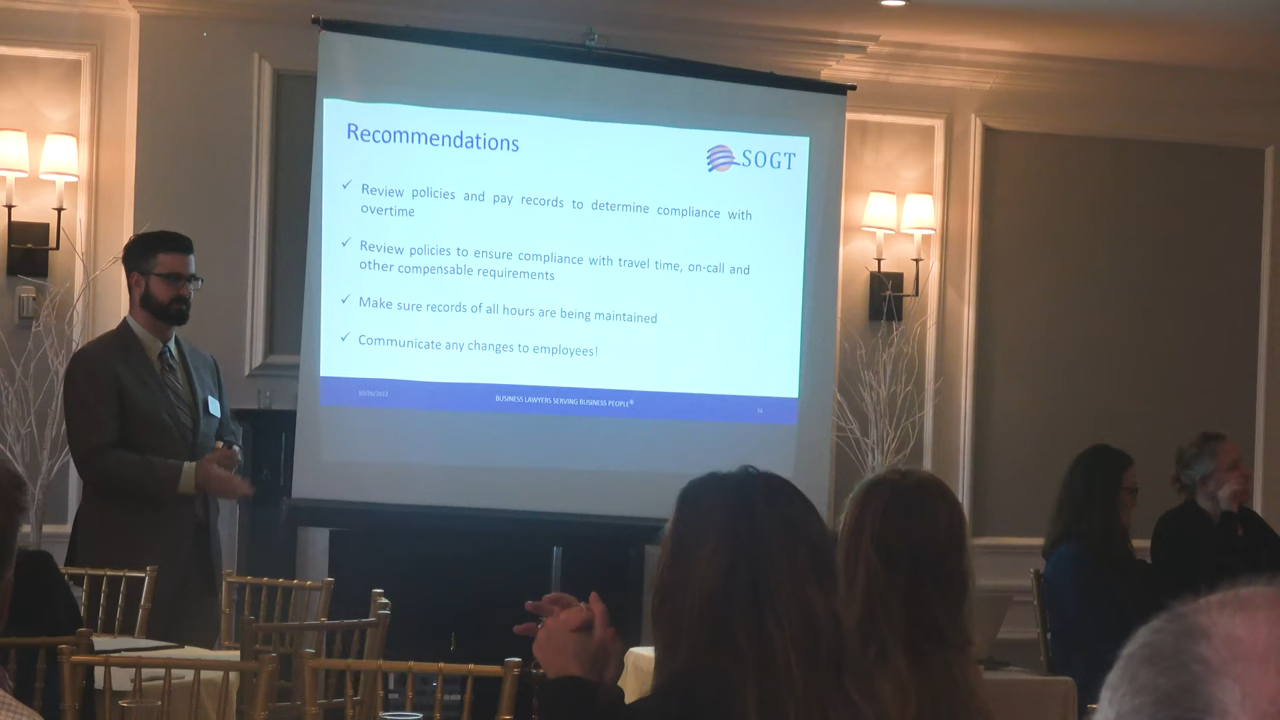 Recommendations
SOGT
✓ Review policies and pay records to determine compliance with
overtime
✓ Review policies to ensure compliance with travel time, on-call and
other compensable requirements
✓ Make sure records of all hours are being maintained
✓ Communicate any changes to employees!
BUSINESS LAWYERS SERVING BUSINESS PEOPLE®